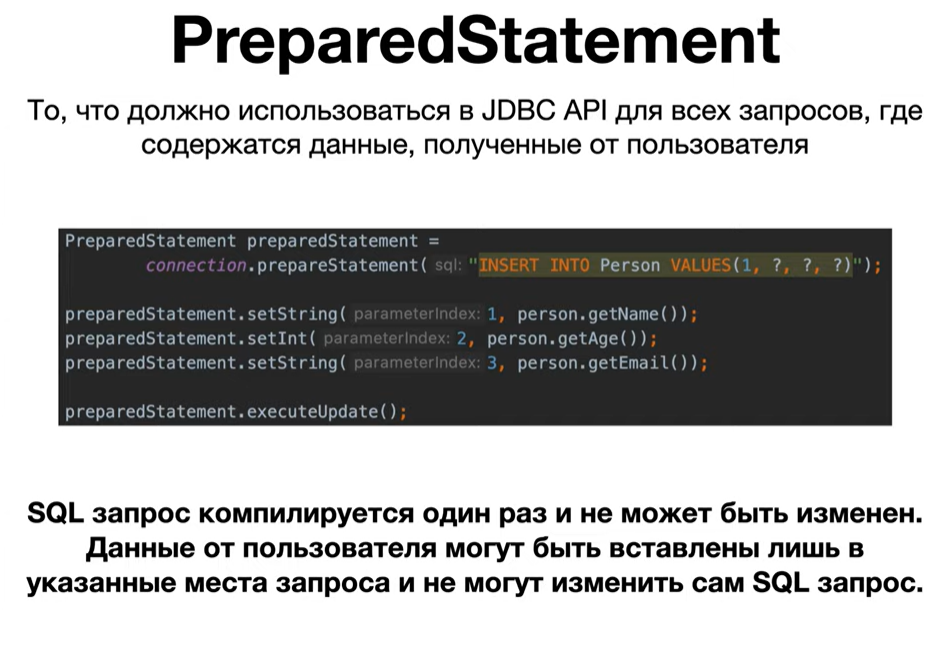 PreparedStatement
То, что должно использоваться в JDBC API для всех запросов, где
содержатся данные, полученные от пользователя
PreparedStatement preparedStatement =
connection.prepareStatement( sql: "INSERT INTO Person VALUES(1, ?, ?, ?)");
preparedStatement.setString( parameterIndex: 1, person.getName());
preparedStatement.setInt( parameterIndex: 2, person.getAge());
preparedStatement.setString( parameterIndex: 3, person.getEmail());
preparedStatement.executeUpdate();
SQL запрос компилируется один раз и не может быть изменен.
Данные от пользователя могут быть вставлены лишь в
указанные места запроса и не могут изменить сам SQL запрос.